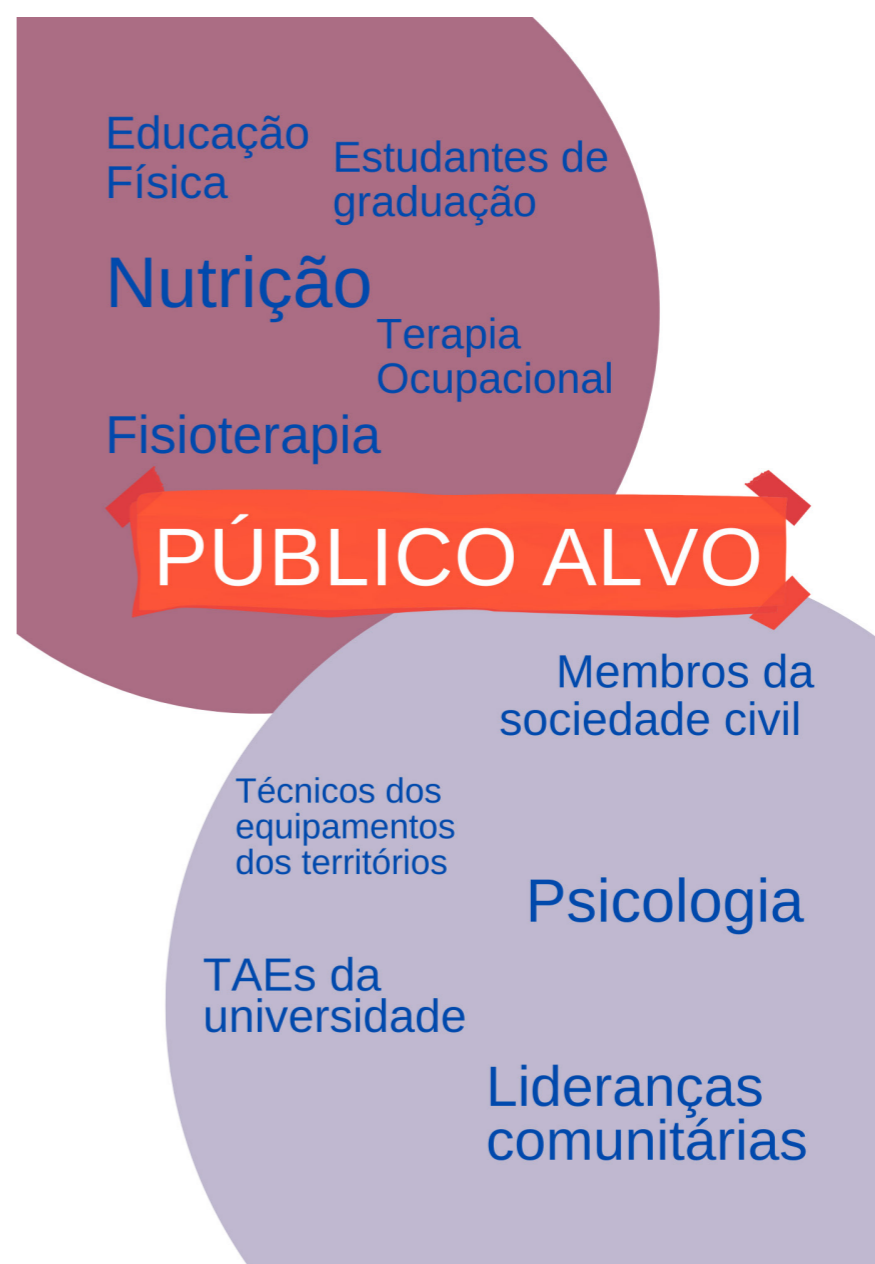 Educação
Física
Estudantes de
graduação
Nutrição
Terapia
Ocupacional
Fisioterapia
PÚBLICO ALVO
Membros da
sociedade civil
Técnicos dos
equipamentos
dos territórios
Psicologia
TAEs da
universidade
Lideranças
comunitárias